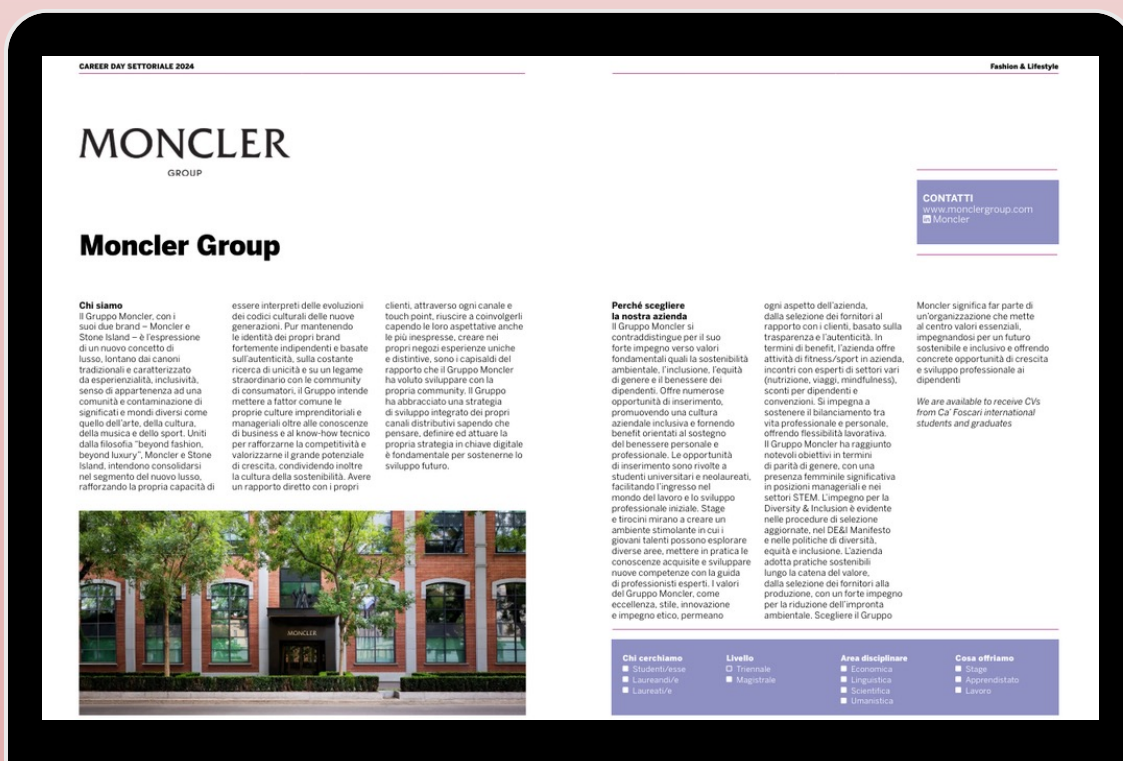 CAREER DAY SETTORIALE 2024
Fashion & Lifestyle
MONCLER
GROUP
Moncler Group
CONTATTI
www.monclergroup.com
in Moncler
Chi siamo
Il Gruppo Moncler, con i
suoi due brand – Moncler e
Stone Island – è l'espressione
di un nuovo concetto di
lusso, lontano dai canoni
tradizionali e caratterizzato
da esperienzialità, inclusività,
senso di appartenenza ad una
comunità e contaminazione di
significati e mondi diversi come
quello dell'arte, della cultura,
della musica e dello sport. Uniti
dalla filosofia "beyond fashion,
beyond luxury", Moncler e Stone
Island, intendono consolidarsi
nel segmento del nuovo lusso,
rafforzando la propria capacità di
essere interpreti delle evoluzioni
dei codici culturali delle nuove
generazioni. Pur mantenendo
le identità dei propri brand
fortemente indipendenti e basate
sull'autenticità, sulla costante
ricerca di unicità e su un legame
straordinario con le community
di consumatori, il Gruppo intende
mettere a fattor comune le
proprie culture imprenditoriali e
manageriali oltre alle conoscenze
di business e al know-how tecnico
per rafforzarne la competitività e
valorizzarne il grande potenziale
di crescita, condividendo inoltre
la cultura della sostenibilità. Avere
un rapporto diretto con i propri
clienti, attraverso ogni canale e
touch point, riuscire a coinvolgerli
capendo le loro aspettative anche
le più inespresse, creare nei
propri negozi esperienze uniche
e distintive, sono i capisaldi del
rapporto che il Gruppo Moncler
ha voluto sviluppare con la
propria community. Il Gruppo
ha abbracciato una strategia
di sviluppo integrato dei propri
canali distributivi sapendo che
pensare, definire ed attuare la
propria strategia in chiave digitale
è fondamentale per sostenerne lo
sviluppo futuro.
MONCLER
Perché scegliere
la nostra azienda
Il Gruppo Moncler si
contraddistingue per il suo
forte impegno verso valori
fondamentali quali la sostenibilità
ambientale, l'inclusione, l'equità
di genere e il benessere dei
dipendenti. Offre numerose
opportunità di inserimento,
promuovendo una cultura
aziendale inclusiva e fornendo
benefit orientati al sostegno
del benessere personale e
professionale. Le opportunità
di inserimento sono rivolte a
studenti universitari e neolaureati,
facilitando l'ingresso nel
mondo del lavoro e lo sviluppo
professionale iniziale. Stage
e tirocini mirano a creare un
ambiente stimolante in cui i
giovani talenti possono esplorare
diverse aree, mettere in pratica le
conoscenze acquisite e sviluppare
nuove competenze con la guida
di professionisti esperti. I valori
del Gruppo Moncler, come
eccellenza, stile, innovazione
e impegno etico, permeano
ogni aspetto dell'azienda,
dalla selezione dei fornitori al
rapporto con i clienti, basato sulla
trasparenza e l'autenticità. In
termini di benefit, l'azienda offre
attività di fitness/sport in azienda,
incontri con esperti di settori vari
(nutrizione, viaggi, mindfulness),
sconti per dipendenti e
convenzioni. Si impegna a
sostenere il bilanciamento tra
vita professionale e personale,
offrendo flessibilità lavorativa.
Il Gruppo Moncler ha raggiunto
notevoli obiettivi in termini
di parità di genere, con una
presenza femminile significativa
in posizioni manageriali e nei
settori STEM. L'impegno per la
Diversity & Inclusion è evidente
nelle procedure di selezione
aggiornate, nel DE&I Manifesto
e nelle politiche di diversità,
equità e inclusione. L'azienda
adotta pratiche sostenibili
lungo la catena del valore,
dalla selezione dei fornitori alla
produzione, con un forte impegno
per la riduzione dell'impronta
ambientale. Scegliere il Gruppo
Moncler significa far parte di
un'organizzazione che mette
al centro valori essenziali,
impegnandosi per un futuro
sostenibile e inclusivo e offrendo
concrete opportunità di crescita
e sviluppo professionale ai
dipendenti
We are available to receive CVs
from Ca' Foscari international
students and graduates
Chi cerchiamo
Studenti/esse
Laureandi/e
Laureati/e
Livello
Triennale
Magistrale
Area disciplinare
Economica
Linguistica
Scientifica
Umanistica
Cosa offriamo
Stage
Apprendistato
Lavoro